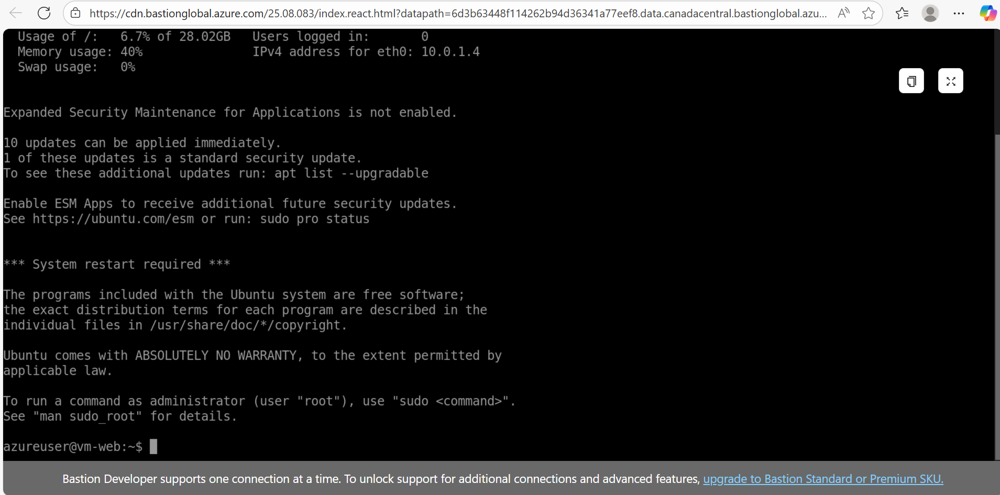 https://cdn.bastionglobal.azure.com/25.08.083/index.react.html?datapath=6d3b63448f114262b94d36341a77eef8.data.canadacentral.bastionglobal.azu...
Usage of /: 6.7% of 28.02GB Users logged in: 0
Memory usage: 40% IPv4 address for eth0: 10.0.1.4
Swap usage: 0%
Expanded Security Maintenance for Applications is not enabled.
10 updates can be applied immediately.
1 of these updates is a standard security update.
To see these additional updates run: apt list --upgradable
Enable ESM Apps to receive additional future security updates.
See https://ubuntu.com/esm or run: sudo pro status
*** System restart required ***
The programs included with the Ubuntu system are free software;
the exact distribution terms for each program are described in the
individual files in /usr/share/doc/*/copyright.
Ubuntu comes with ABSOLUTELY NO WARRANTY, to the extent permitted by
applicable law.
To run a command as administrator (user "root"), use "sudo <command>".
See "man sudo_root" for details.
azureuser@vm-web:~$
Bastion Developer supports one connection at a time. To unlock support for additional connections and advanced features, upgrade to Bastion Standard or Premium SKU.